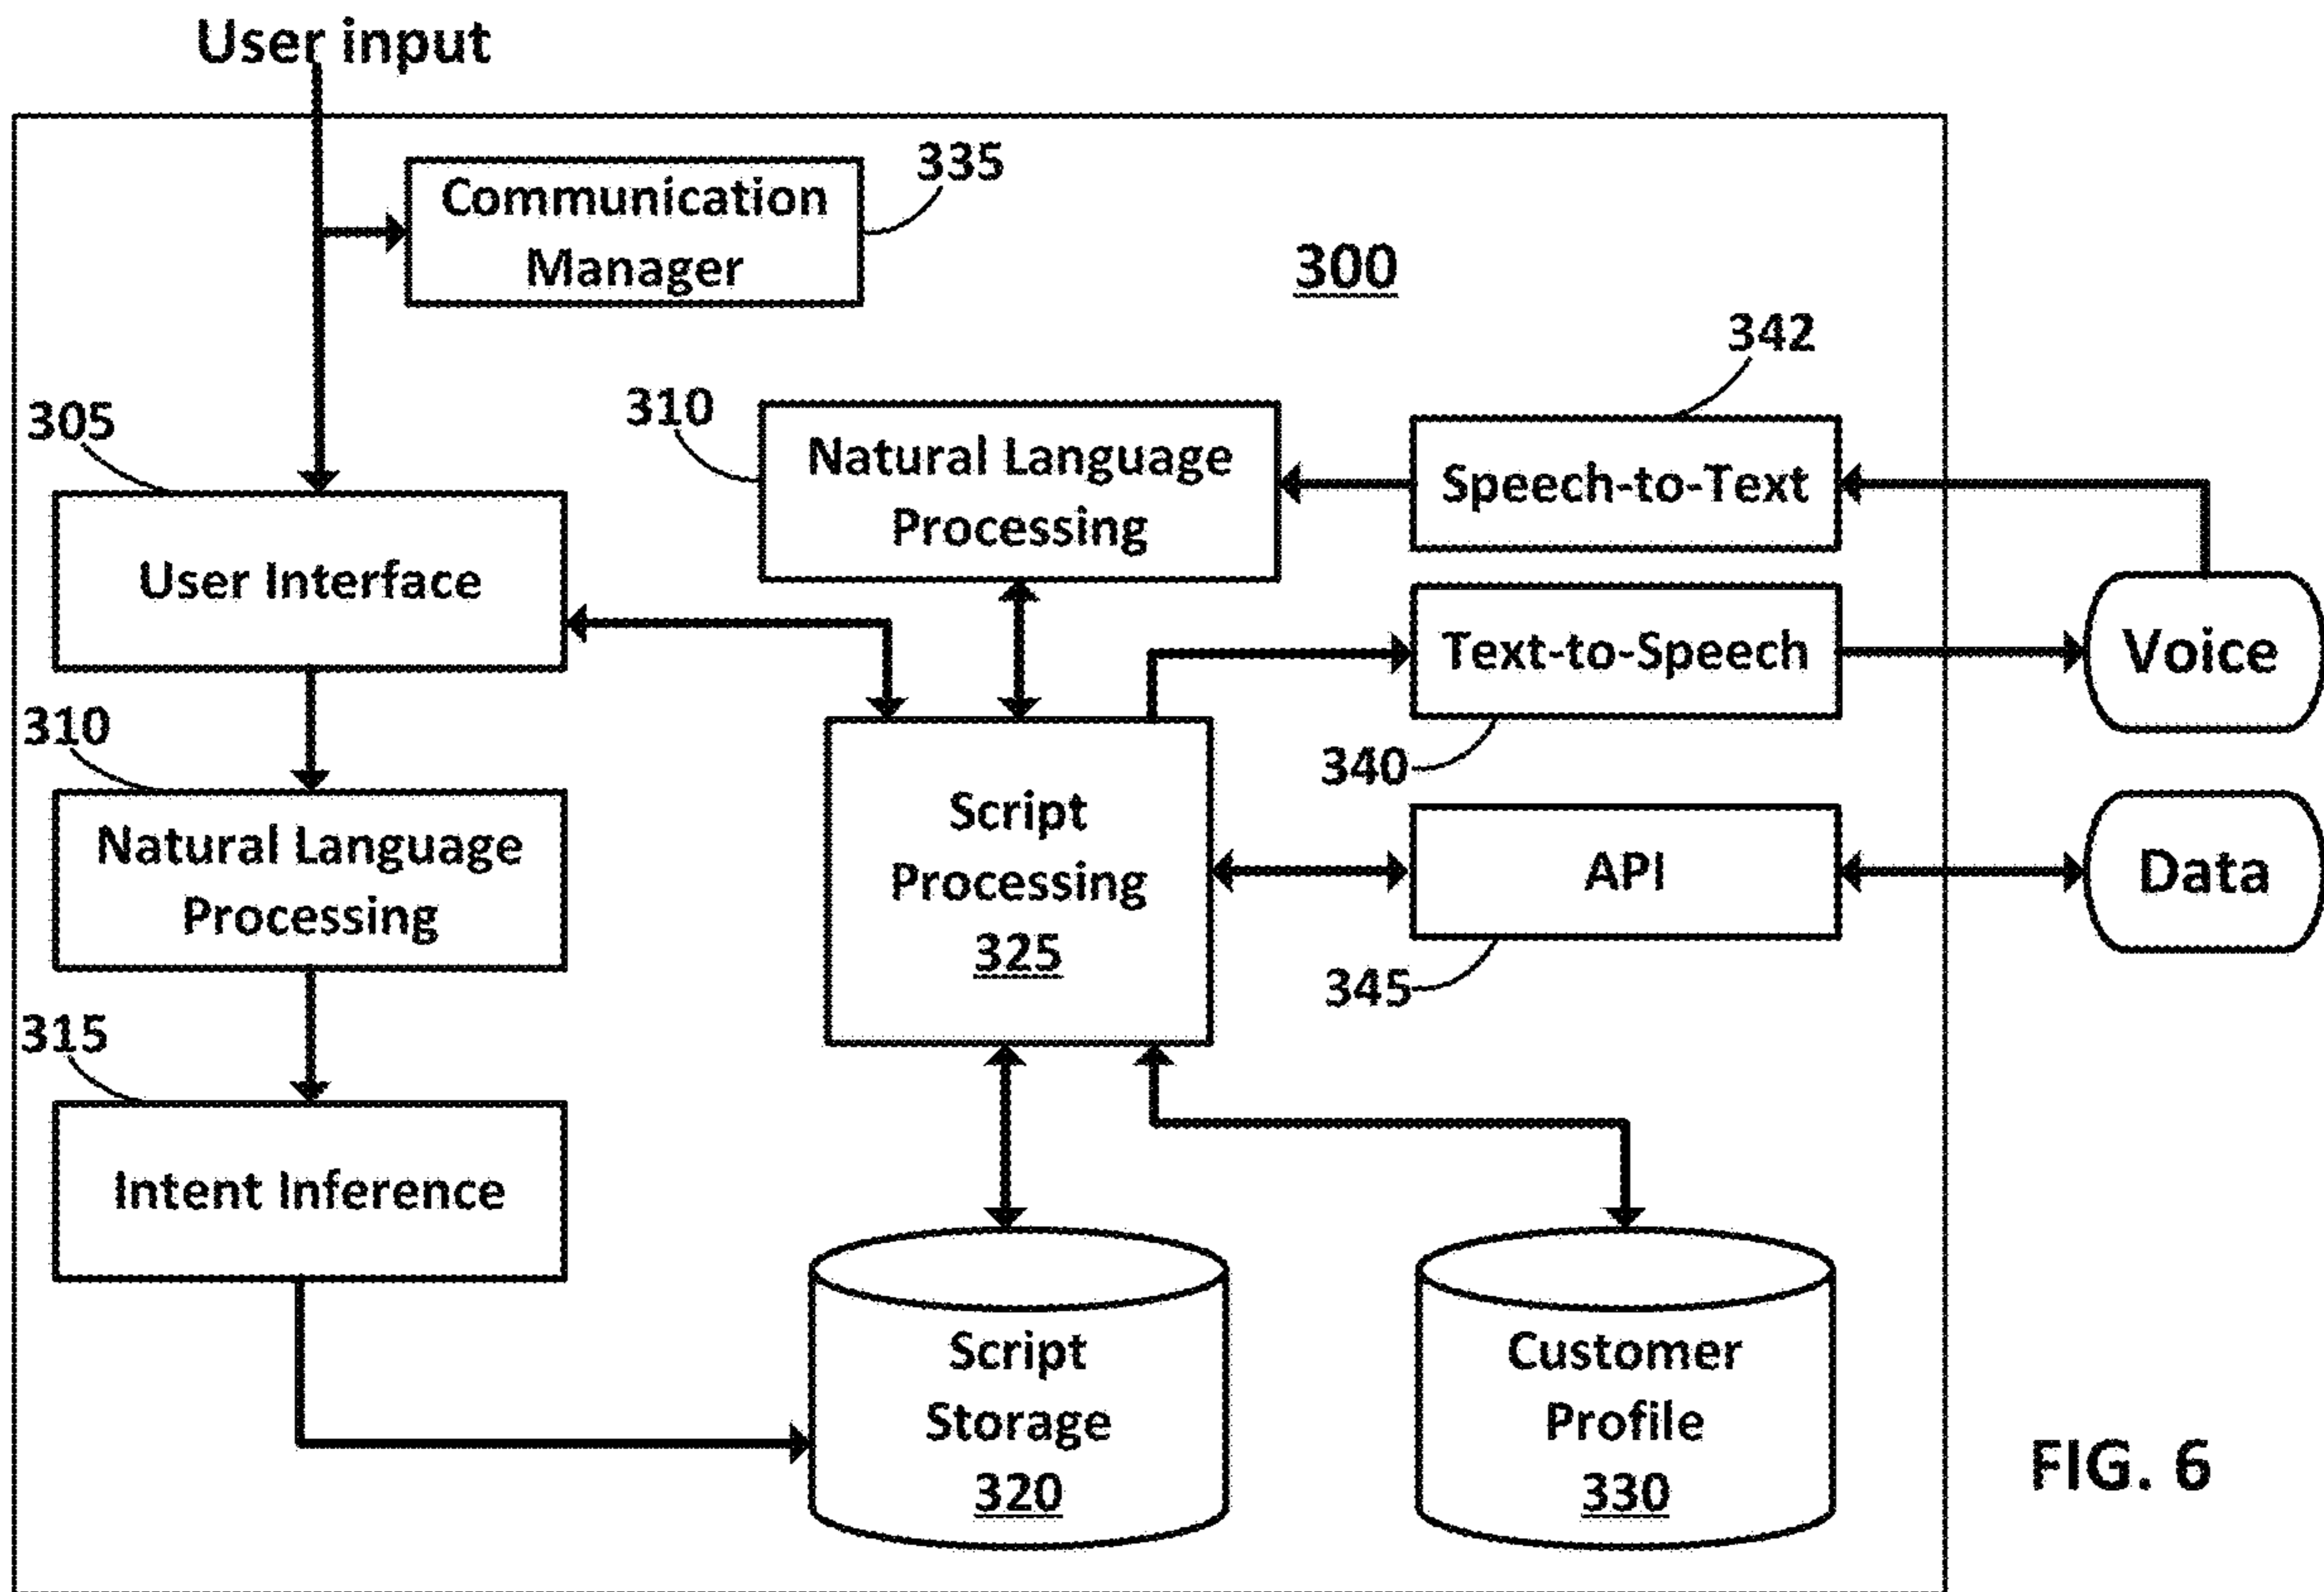 User input
Communication
Manager
335
300
342
305
310
Natural Language
Processing
Speech-to-Text
User Interface
Text-to-Speech
Voice
310
340
Script
Processing
325
API
Data
Natural Language
Processing
345
315
Intent Inference
Script
Storage
320
Customer
Profile
330
FIG. 6